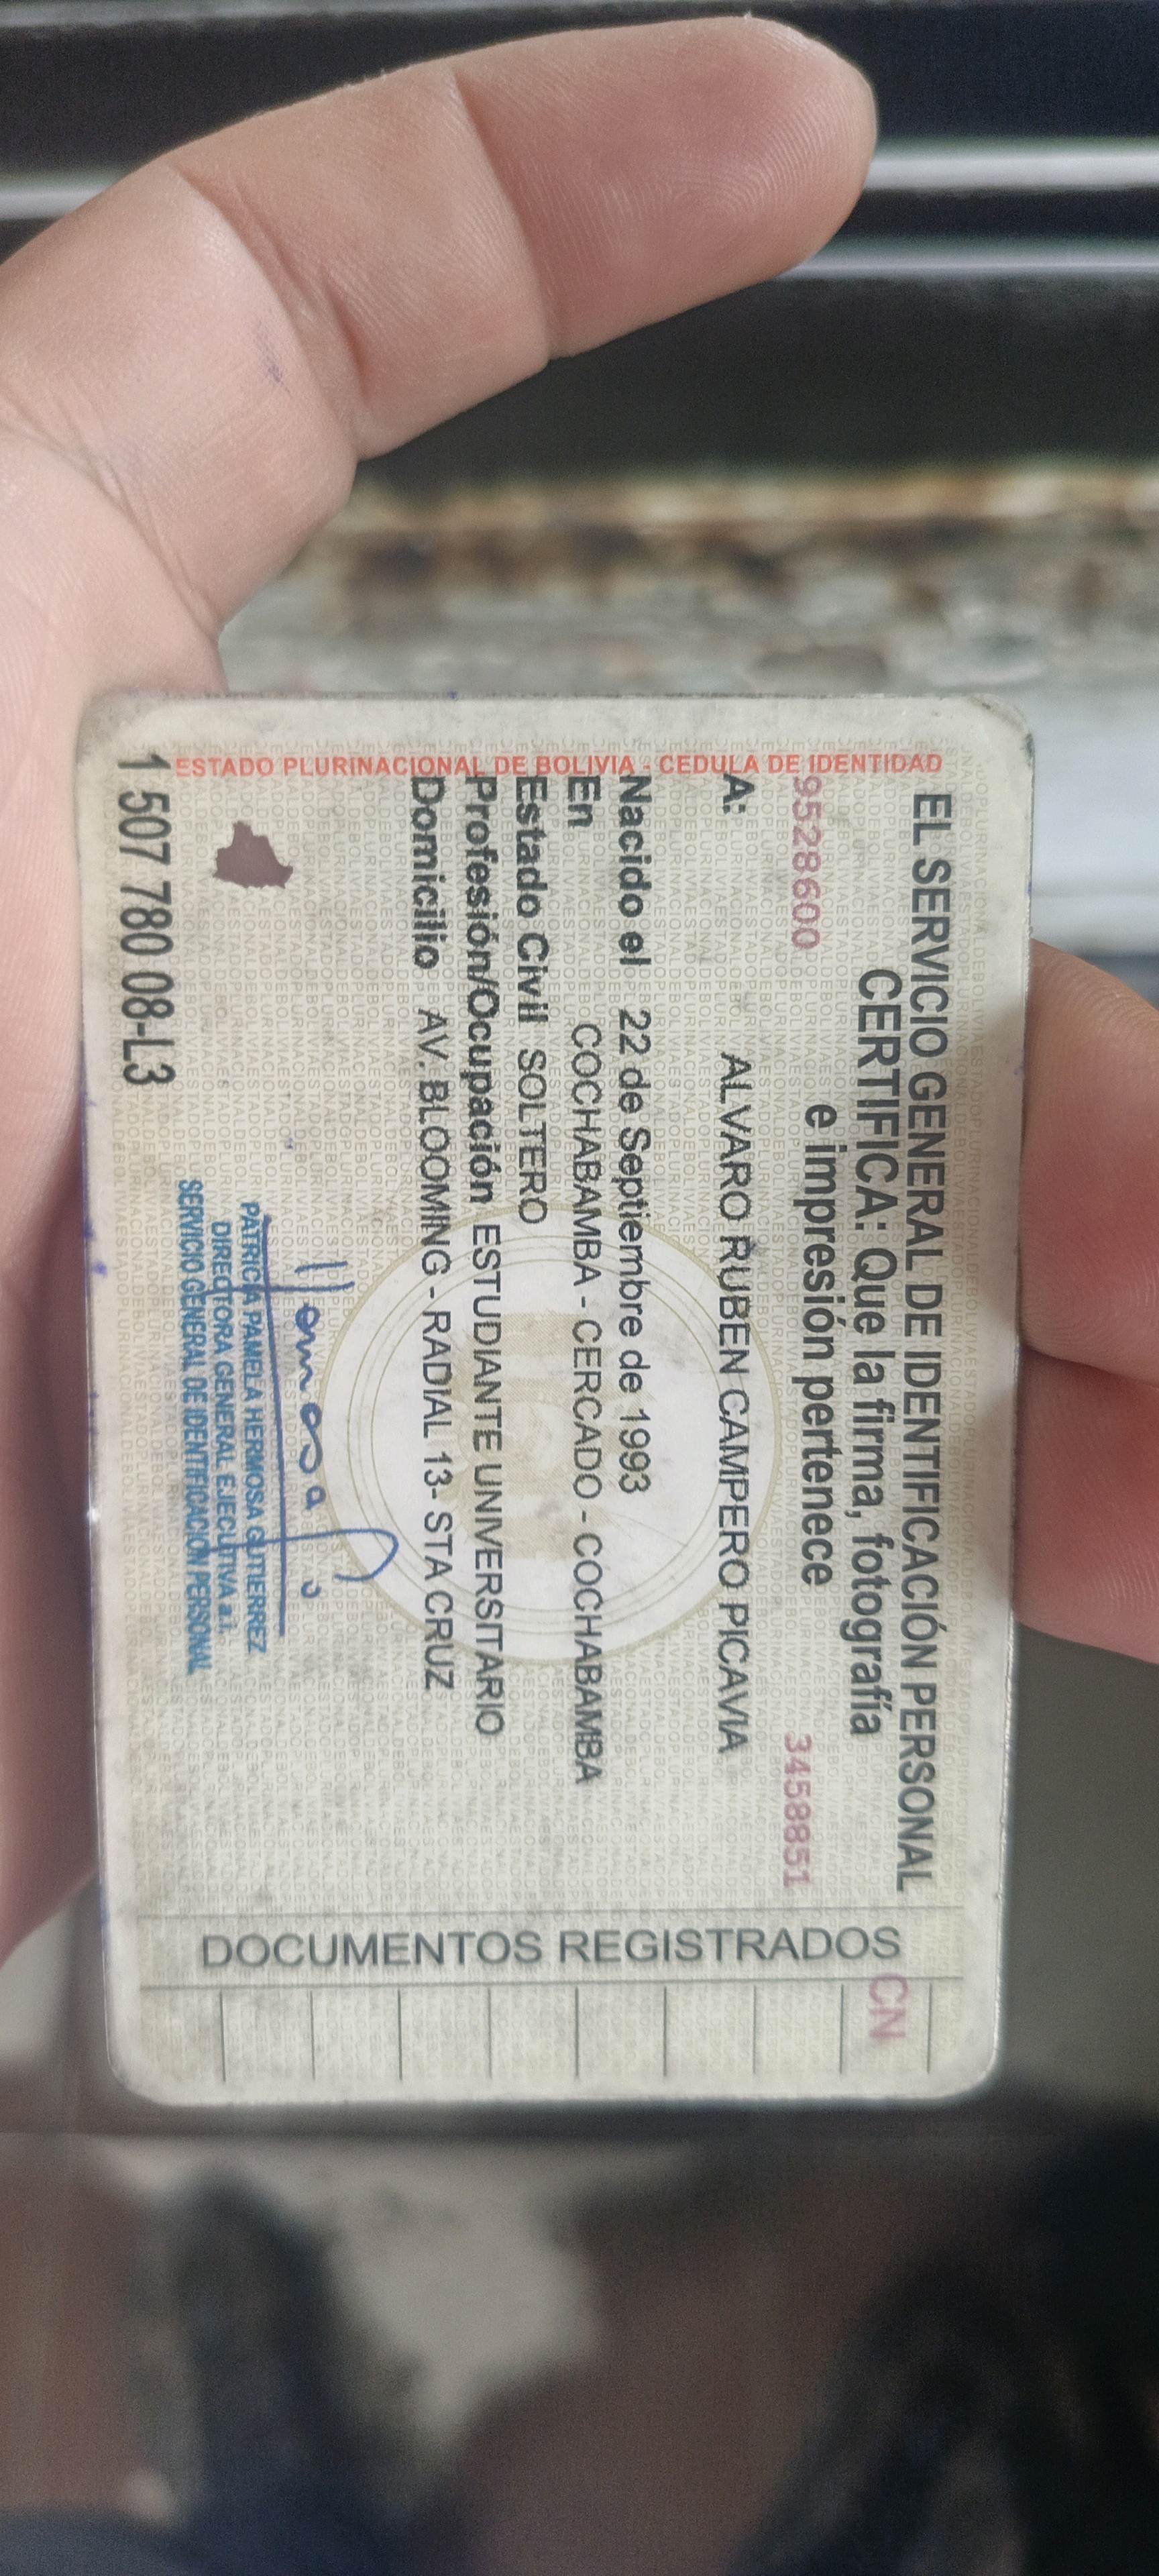 ESTADO PLURINACIONAL DE BOLIVIA - CEDULA DE IDENTIDAD
EL SERVICIO GENERAL DE IDENTIFICACIÓN PERSONAL
CERTIFICA: Que la firma, fotografía
e impresión pertenece
9528600
3458851
A: ALVARO RUBEN CAMPERO PICAVIA
Nacido el 22 de Septiembre de 1993
En COCHABAMBA - CERCADO - COCHABAMBA
Estado Civil SOLTERO
Profesión/Ocupación ESTUDIANTE UNIVERSITARIO
Domicilio AV. BLOOMING - RADIAL 13- STA CRUZ
PATRICIA PAMELA HERMOSA GUTIERREZ
DIRECTORA GENERAL EJECUTIVA a.i.
SERVICIO GENERAL DE IDENTIFICACION PERSONAL
1 507 780 08-L3
DOCUMENTOS REGISTRADOS
CN